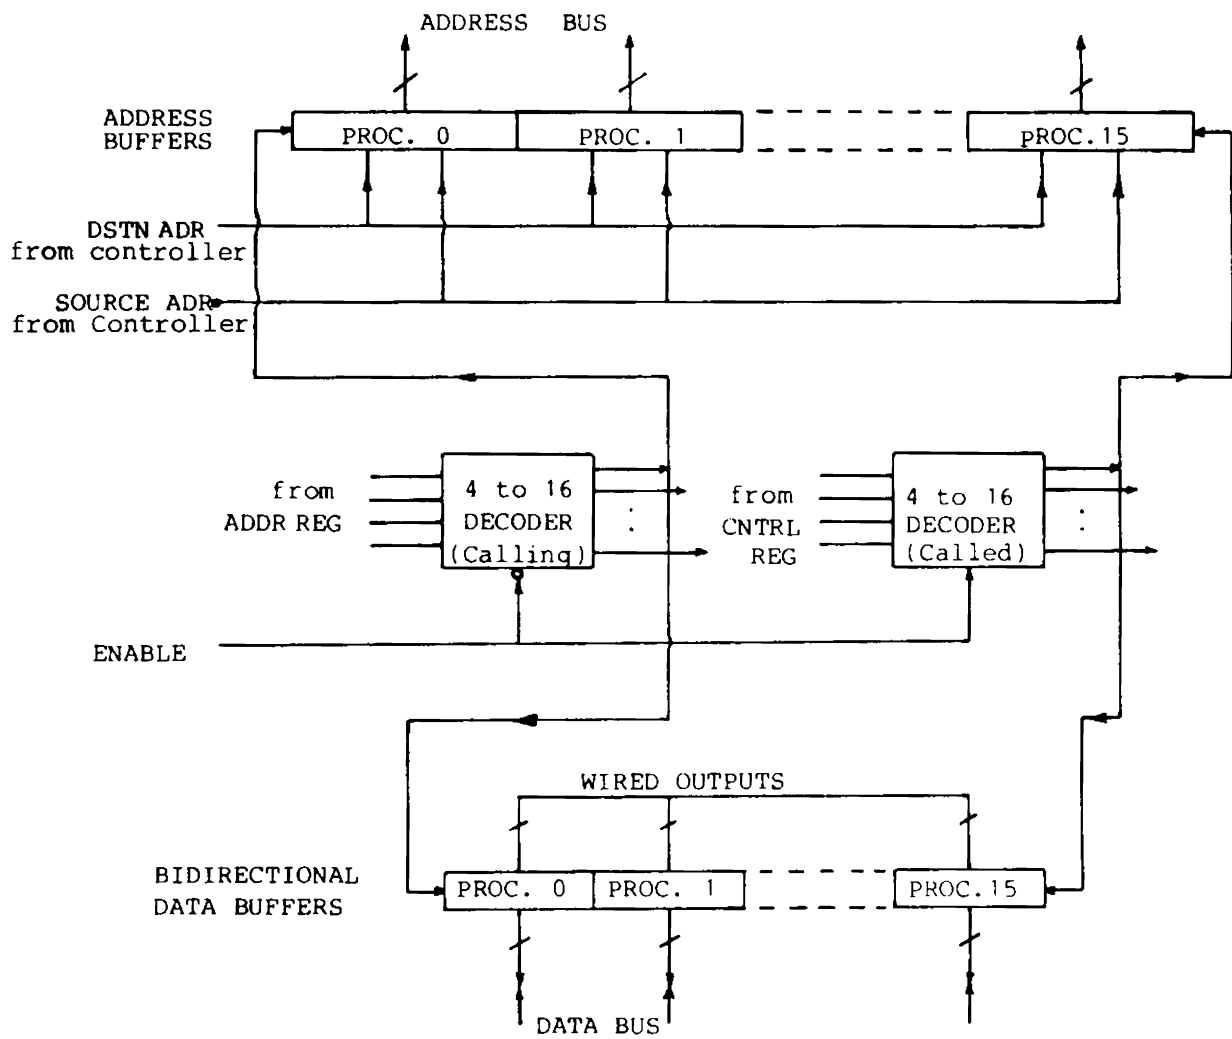 ADDRESS BUS
ADDRESS
BUFFERS
PROC. 0
PROC. 1
pROC.15
DSTN ADR
from controller
SOURCE ADR
from Controller
from
ADDR REG
4 to 16
DECODER
(Calling)
from
CNTRL
REG
4 to 16
DECODER
(Called)
ENABLE
WIRED OUTPUTS
BIDIRECTIONAL
DATA BUFFERS
PROC. 0
PROC. 1
PROC.15
DATA BUS